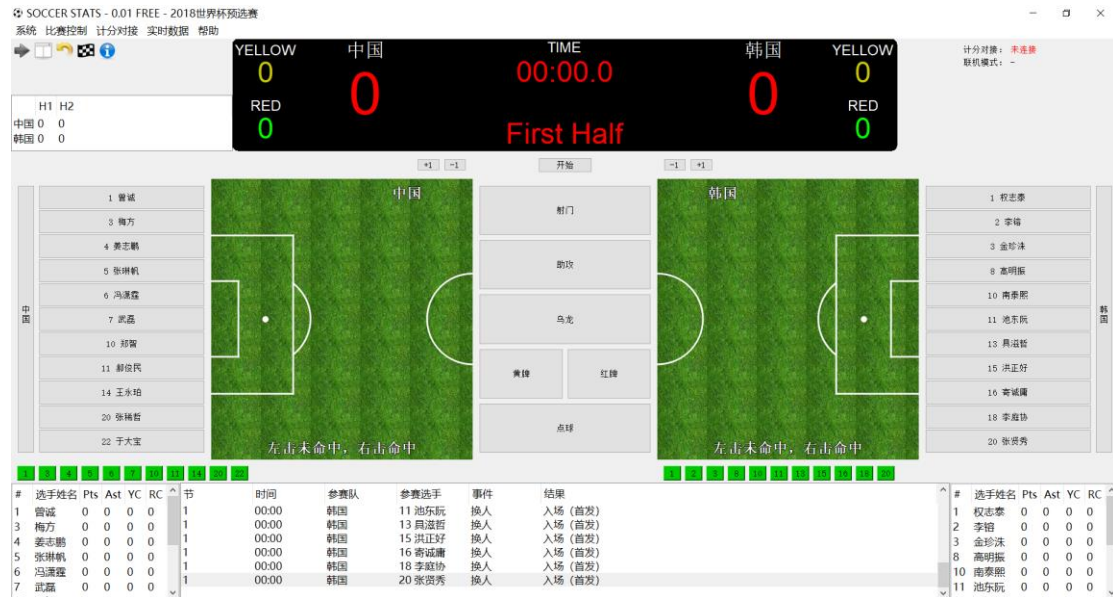 SOCCER STATS - 0.01 FREE - 2018世界杯预选赛
系统 比赛控制 计分对接 实时数据 帮助
YELLOW 中国 TIME 韩国 YELLOW
0 0 00:00.0 0 0
RED RED
0 First Half 0
计分对接: 未连接
联机模式: -
H1 H2
中国 0 0
韩国 0 0
+1 -1 开始 -1 +1
中国
1 曾诚
3 梅方
4 姜志鹏
5 张琳帆
6 冯潇霆
7 武磊
10 郑智
11 郝俊民
14 王永珀
20 张稀哲
22 于大宝
中国
左击未命中，右击命中
射门
助攻
乌龙
黄牌 红牌
点球
韩国
左击未命中，右击命中
1 权志泰
2 李镕
3 金珍洙
8 高明振
10 南泰熙
11 池东阮
13 具滋哲
15 洪正好
16 寄诚庸
18 李庭协
20 张贤秀
韩国
1 3 4 5 6 7 10 11 14 20 22
1 2 3 8 10 11 13 15 16 18 20
# 选手姓名 Pts Ast YC RC
1 曾诚 0 0 0 0
3 梅方 0 0 0 0
4 姜志鹏 0 0 0 0
5 张琳帆 0 0 0 0
6 冯潇霆 0 0 0 0
7 武磊 0 0 0 0
节 时间 参赛队 参赛选手 事件 结果
1 00:00 韩国 11 池东阮 换人 入场 (首发)
1 00:00 韩国 13 具滋哲 换人 入场 (首发)
1 00:00 韩国 15 洪正好 换人 入场 (首发)
1 00:00 韩国 16 寄诚庸 换人 入场 (首发)
1 00:00 韩国 18 李庭协 换人 入场 (首发)
1 00:00 韩国 20 张贤秀 换人 入场 (首发)
# 选手姓名 Pts Ast YC RC
1 权志泰 0 0 0 0
2 李镕 0 0 0 0
3 金珍洙 0 0 0 0
8 高明振 0 0 0 0
10 南泰熙 0 0 0 0
11 池东阮 0 0 0 0